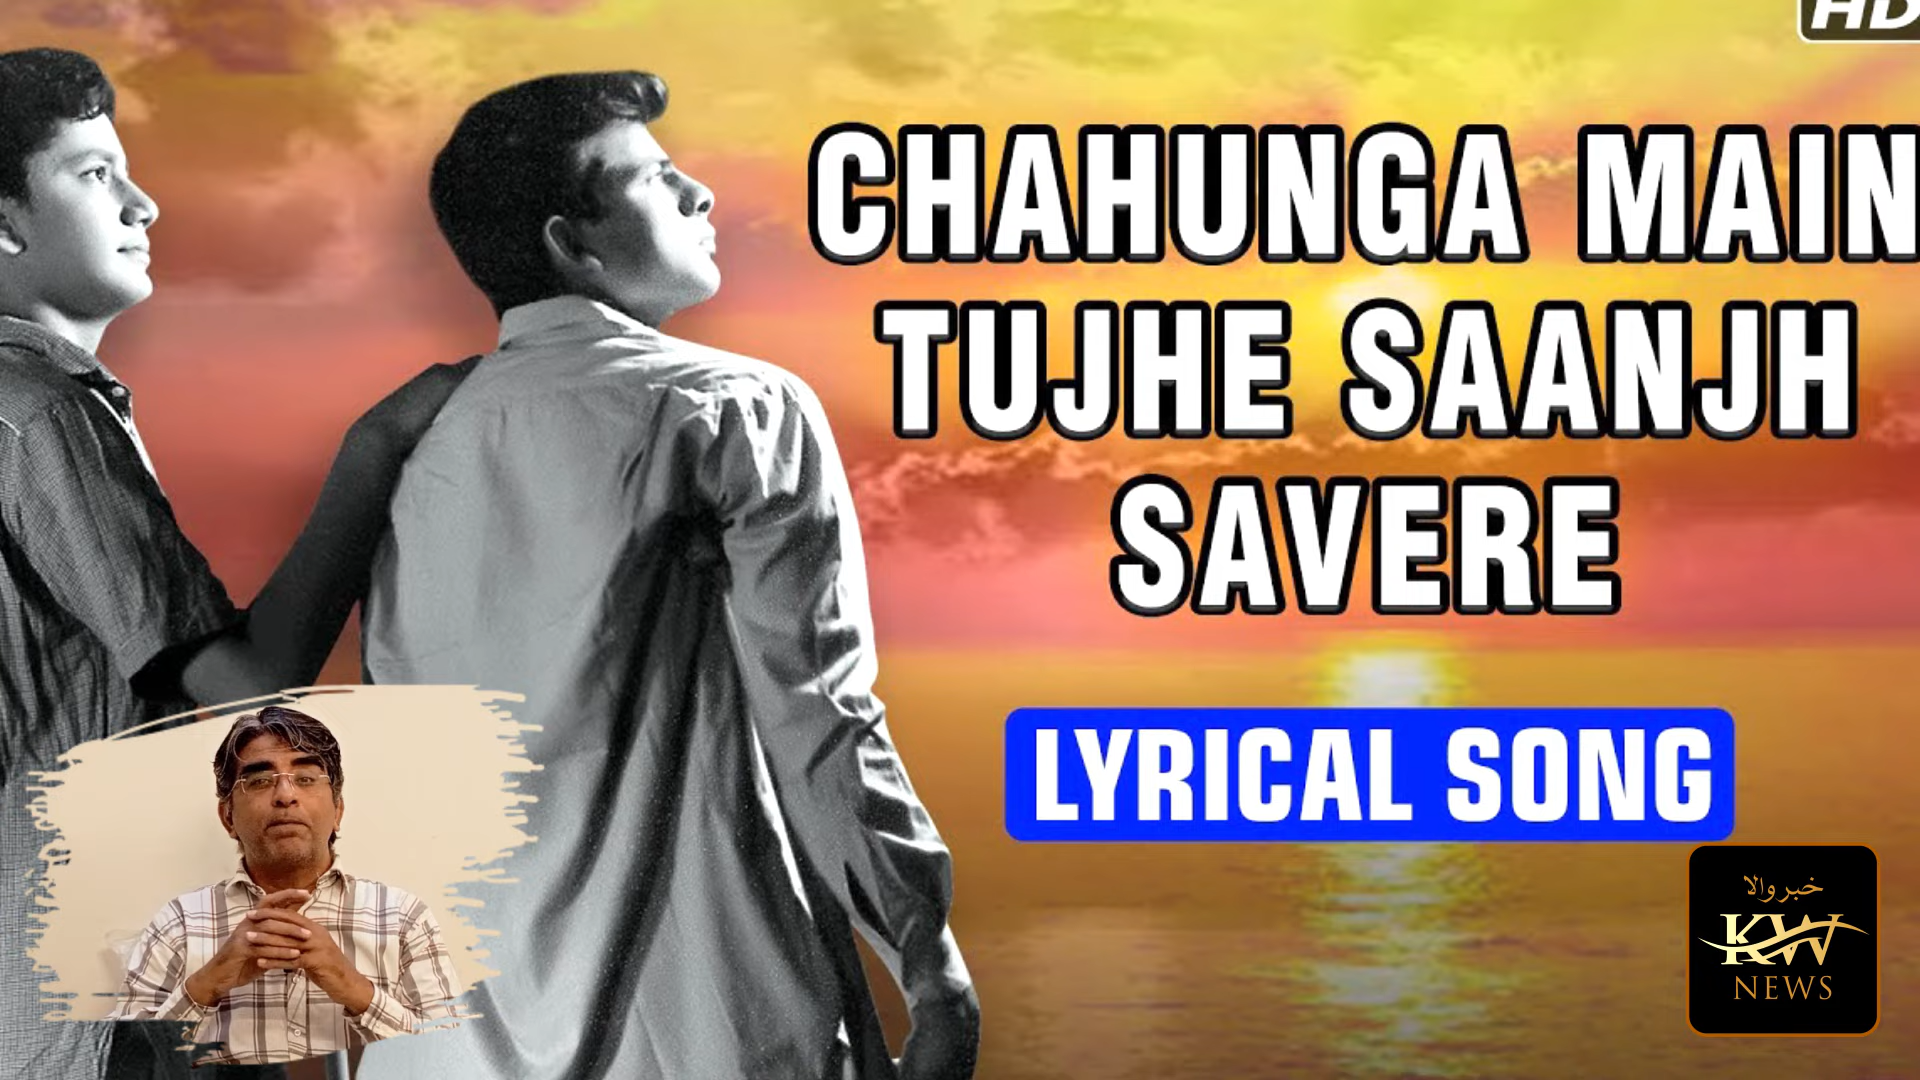 HD
CHAHUNGA MAIN
TUJHE SAANJH
SAVERE
LYRICAL SONG
خبروالا
KW
NEWS